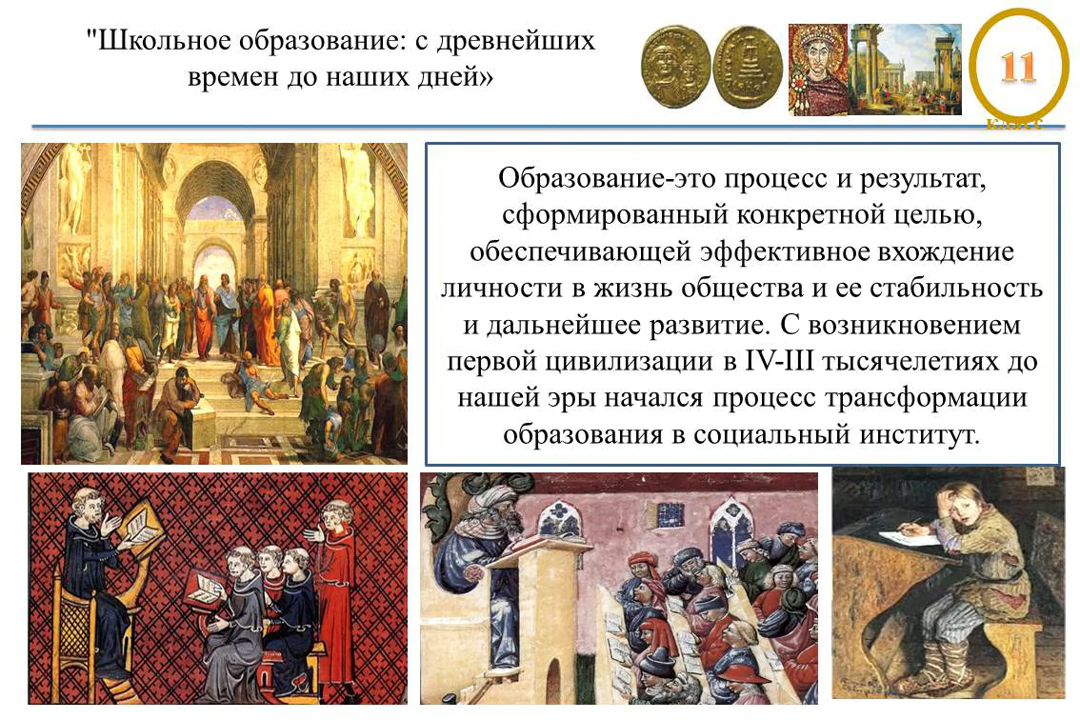 "Школьное образование: с древнейших
времен до наших дней»
11
класс
Образование-это процесс и результат,
сформированный конкретной целью,
обеспечивающей эффективное вхождение
личности в жизнь общества и ее стабильность
и дальнейшее развитие. С возникновением
первой цивилизации в IV-III тысячелетиях до
нашей эры начался процесс трансформации
образования в социальный институт.